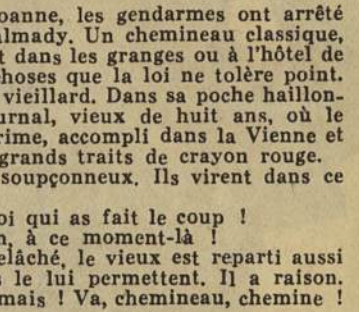 oanne, les gendarmes ont arrêté
lmady. Un chemineau classique,
t dans les granges ou à l'hôtel de
choses que la loi ne tolère point.
vieillard. Dans sa poche haillon-
urnal, vieux de huit ans, où le
rime, accompli dans la Vienne et
grands traits de crayon rouge.
soupçonneux. Ils virent dans ce
oi qui as fait le coup !
n, à ce moment-là !
elâché, le vieux est reparti aussi
s le lui permettent. Il a raison.
mais ! Va, chemineau, chemine !